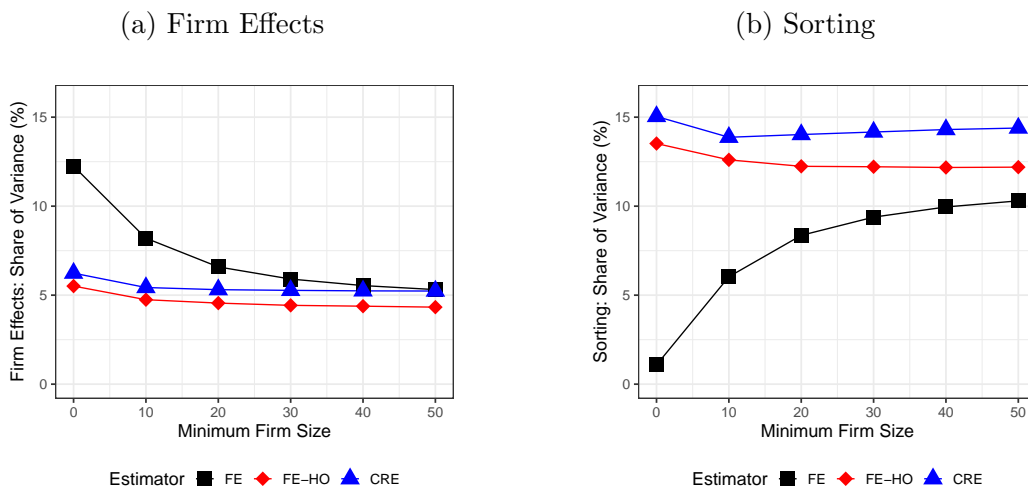 (a) Firm Effects
Firm Effects: Share of Variance (%)
15
10
5
0
0 10 20 30 40 50
Minimum Firm Size
Estimator FE FE−HO CRE
(b) Sorting
Sorting: Share of Variance (%)
15
10
5
0
0 10 20 30 40 50
Minimum Firm Size
Estimator FE FE−HO CRE